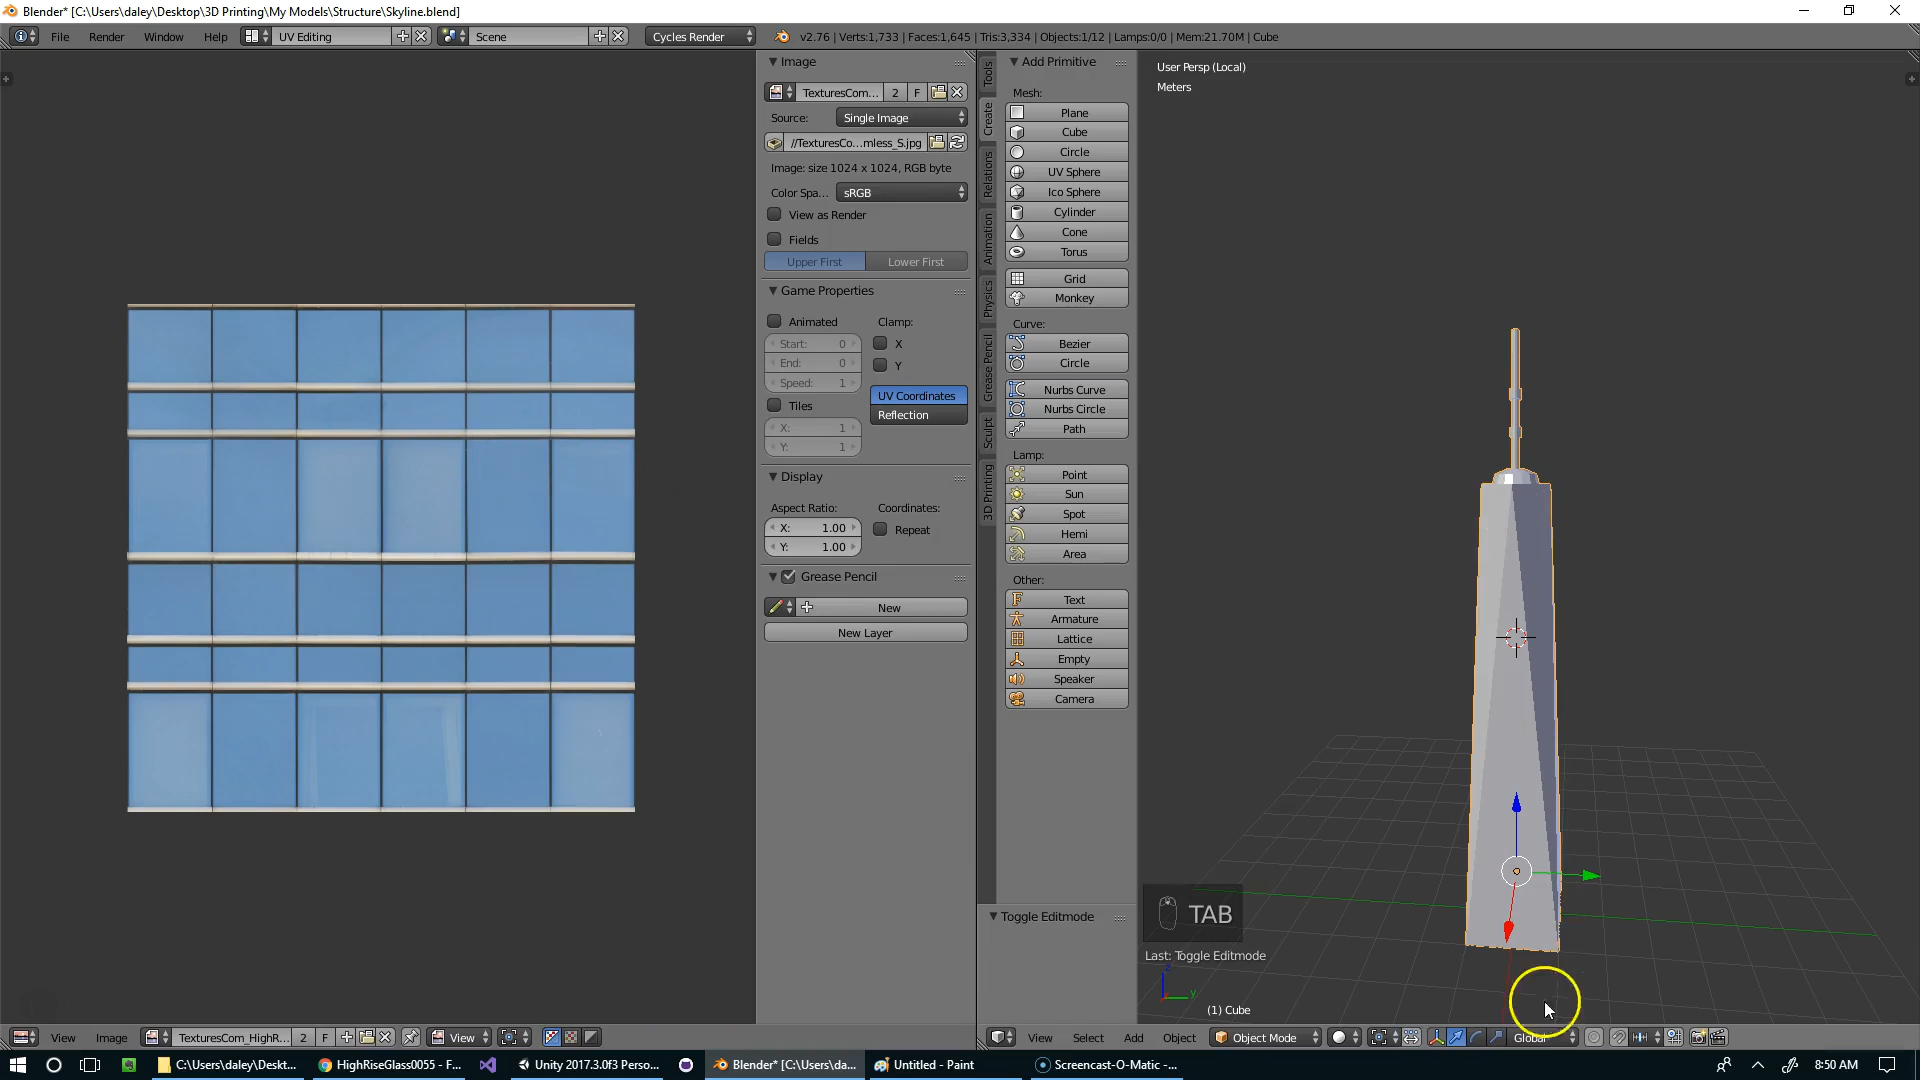 Blender* [C:\Users\daley\Desktop\3D Printing\My Models\Structure\Skyline.blend]
File Render Window Help UV Editing Scene Cycles Render v2.76 | Verts:1,733 | Faces:1,645 | Tris:3,334 | Objects:1/12 | Lamps:0/0 | Mem:21.70M | Cube
Image
TexturesCom... 2 F
Source: Single Image
//TexturesCo...mless_S.jpg
Image: size 1024 x 1024, RGB byte
Color Spa... sRGB
View as Render
Fields
Upper First Lower First
Game Properties
Animated Clamp:
Start: 0 X
End: 0 Y
Speed: 1
UV Coordinates
Tiles
Reflection
X: 1
Y: 1
Display
Aspect Ratio: Coordinates:
X: 1.00 Repeat
Y: 1.00
Grease Pencil
New
New Layer
Tools
Create
Relations
Animation
Physics
Grease Pencil
Sculpt
3D Printing
Add Primitive
Mesh:
Plane
Cube
Circle
UV Sphere
Ico Sphere
Cylinder
Cone
Torus
Grid
Monkey
Curve:
Bezier
Circle
Nurbs Curve
Nurbs Circle
Path
Lamp:
Point
Sun
Spot
Hemi
Area
Other:
Text
Armature
Lattice
Empty
Speaker
Camera
Toggle Editmode
User Persp (Local)
Meters
TAB
Last: Toggle Editmode
z
y
(1) Cube
View Image TexturesCom_HighR... 2 F View
View Select Add Object Object Mode Global
C:\Users\daley\Deskt... HighRiseGlass0055 - F... Unity 2017.3.0f3 Perso... Blender* [C:\Users\da... Untitled - Paint Screencast-O-Matic -... 8:50 AM